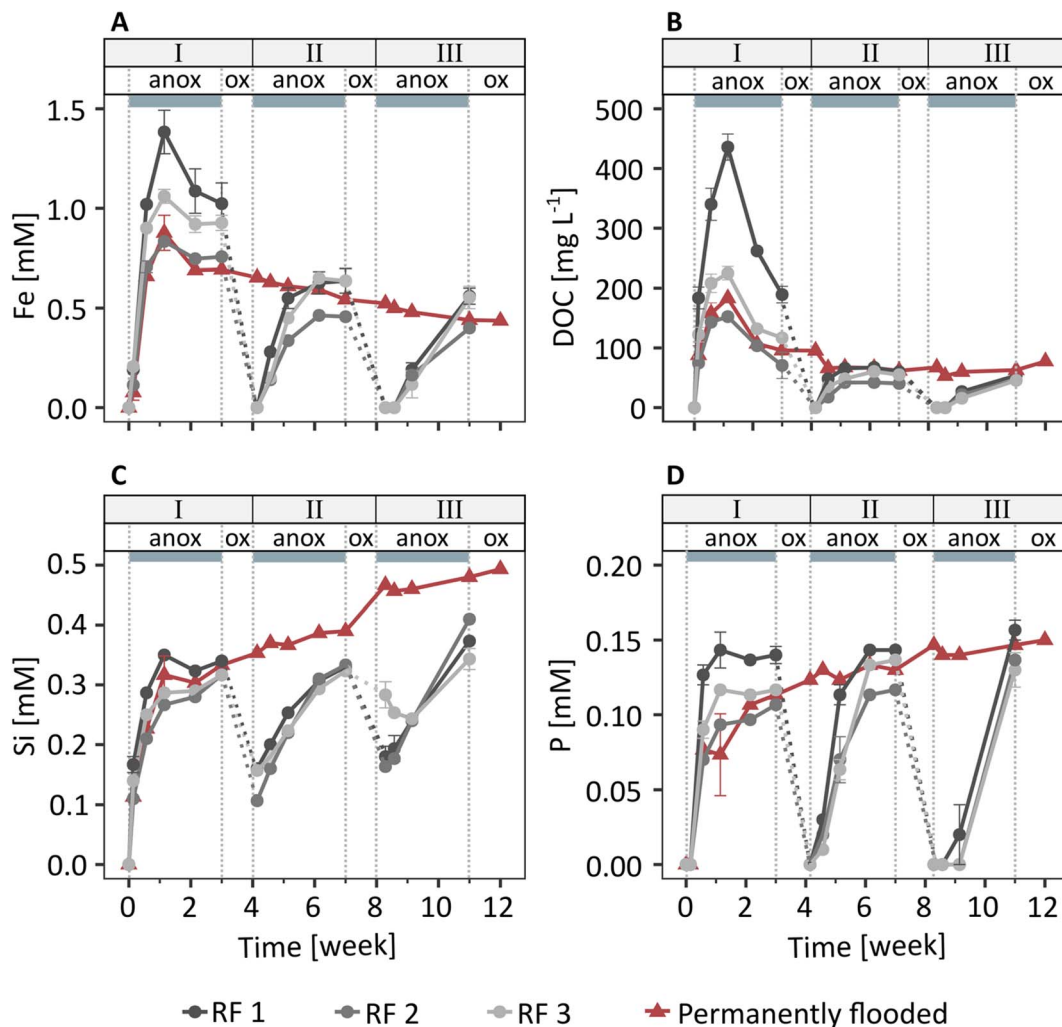 A
B
I II III
I II III
anox ox anox ox anox ox
anox ox anox ox anox ox
1.5
1.0
0.5
0.0
Fe [mM]
500
400
300
200
100
0
DOC [mg L⁻¹]
C
D
I II III
I II III
anox ox anox ox anox ox
anox ox anox ox anox ox
0.5
0.4
0.3
0.2
0.1
0.0
Si [mM]
0.20
0.15
0.10
0.05
0.00
P [mM]
0 2 4 6 8 10 12
0 2 4 6 8 10 12
Time [week]
Time [week]
RF 1 RF 2 RF 3 Permanently flooded